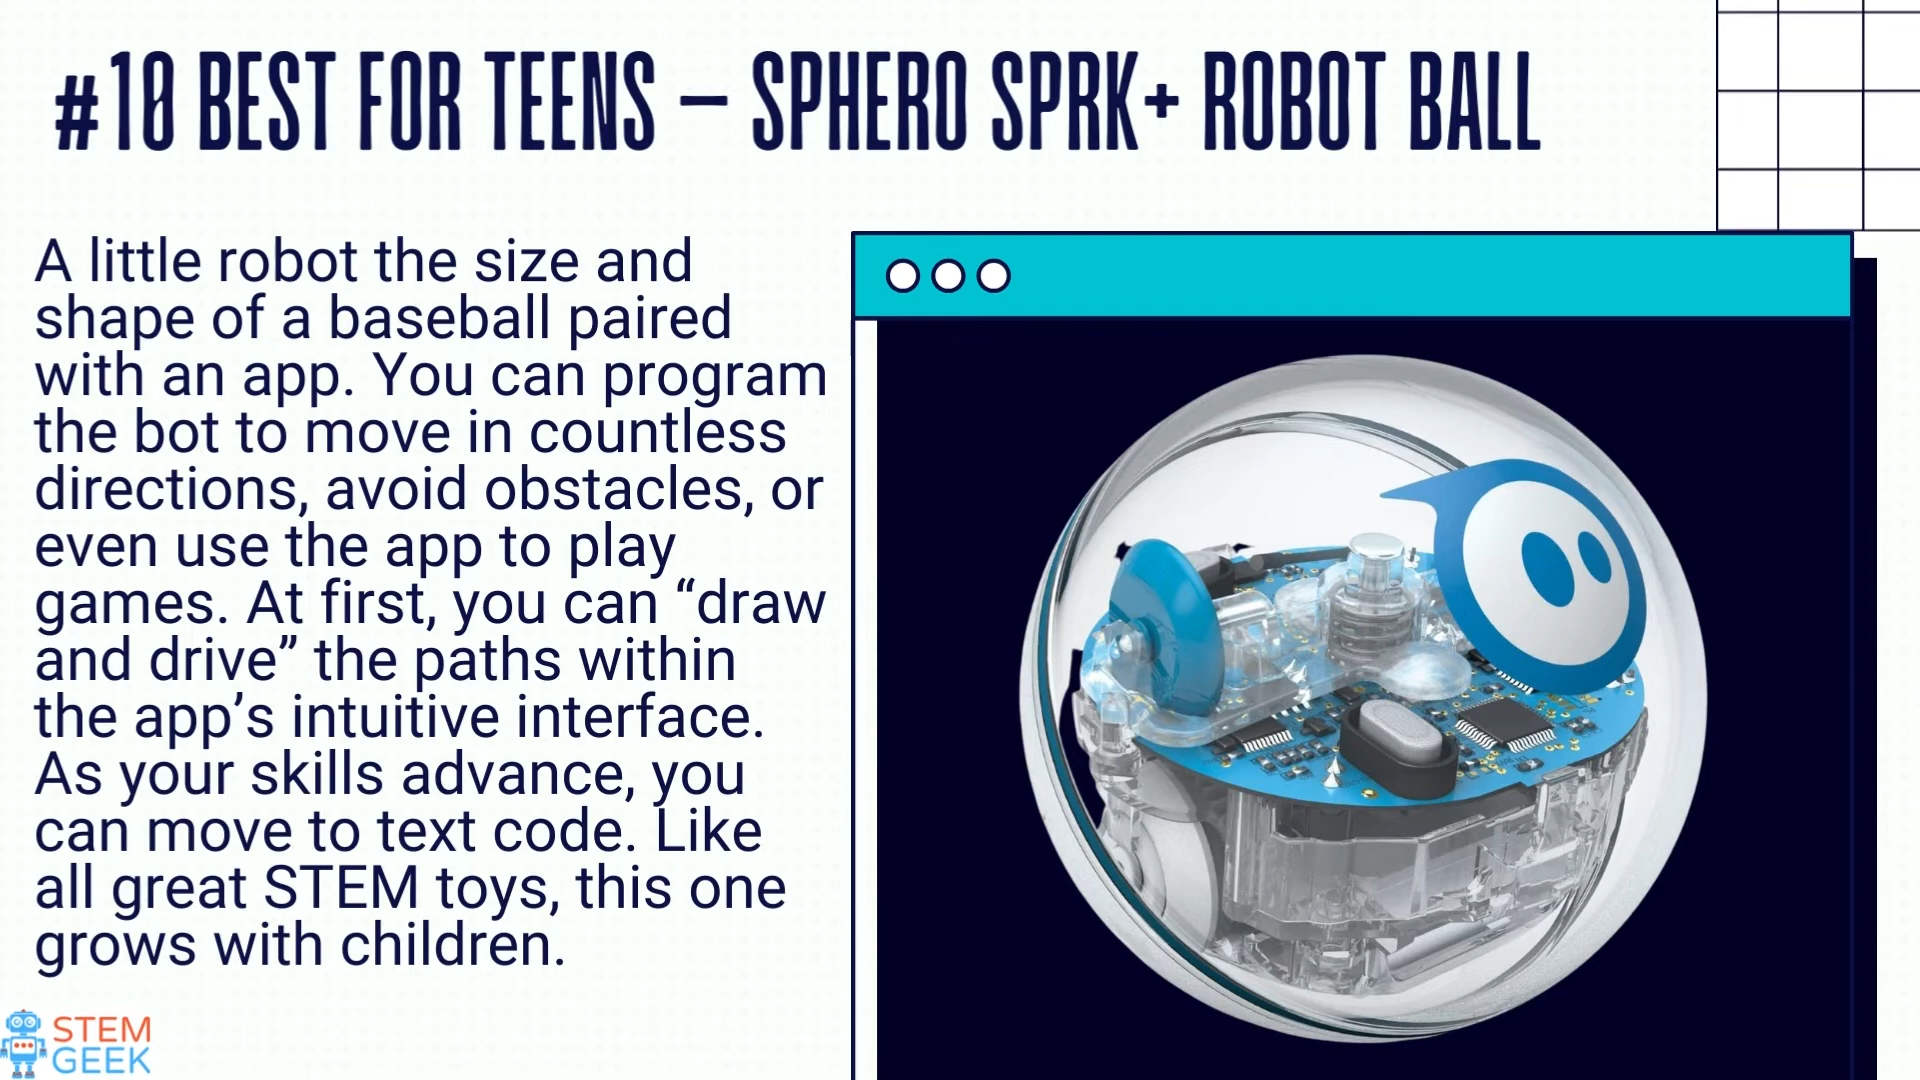 #10 BEST FOR TEENS – SPHERO SPRK+ ROBOT BALL
A little robot the size and
shape of a baseball paired
with an app. You can program
the bot to move in countless
directions, avoid obstacles, or
even use the app to play
games. At first, you can “draw
and drive” the paths within
the app’s intuitive interface.
As your skills advance, you
can move to text code. Like
all great STEM toys, this one
grows with children.
STEM
GEEK